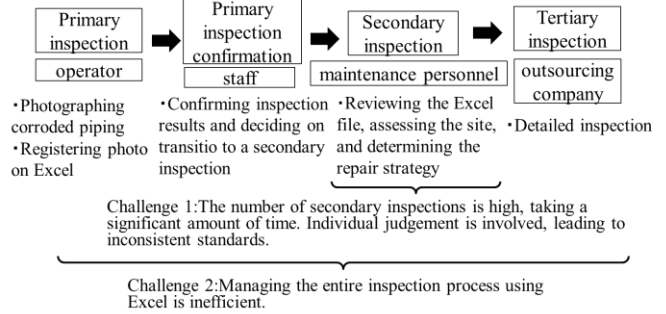 Primary
inspection
operator
・Photographing
corroded piping
・Registering photo
on Excel
Primary
inspection
confirmation
staff
・Confirming inspection
results and deciding on
transitio to a secondary
inspection
Secondary
inspection
maintenance personnel
・Reviewing the Excel
file, assessing the site,
and determining the
repair strategy
Tertiary
inspection
outsourcing
company
・Detailed inspection
Challenge 1:The number of secondary inspections is high, taking a
significant amount of time. Individual judgement is involved, leading to
inconsistent standards.
Challenge 2:Managing the entire inspection process using
Excel is inefficient.